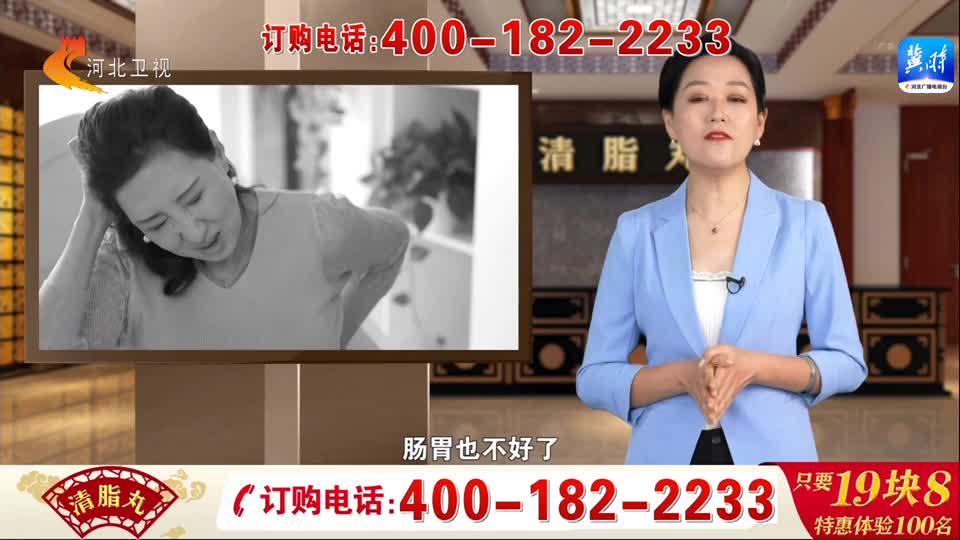 订购电话:400-182-2233
河北卫视
冀时
河北广播电视台
清脂丸
肠胃也不好了
清脂丸
订购电话:400-182-2233
只要19块8
特惠体验100名